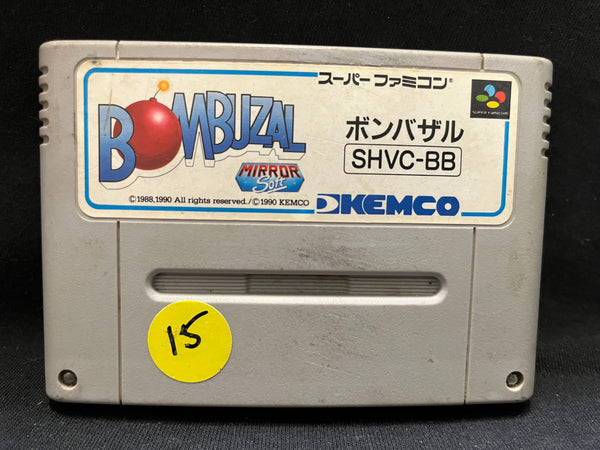 スーパーファミコン®
SUPER FAMICOM
BOMBUZAL
ボンバザル
SHVC-BB
MIRROR
Soft
©1988,1990 All rights reserved./©1990 KEMCO
KEMCO
15